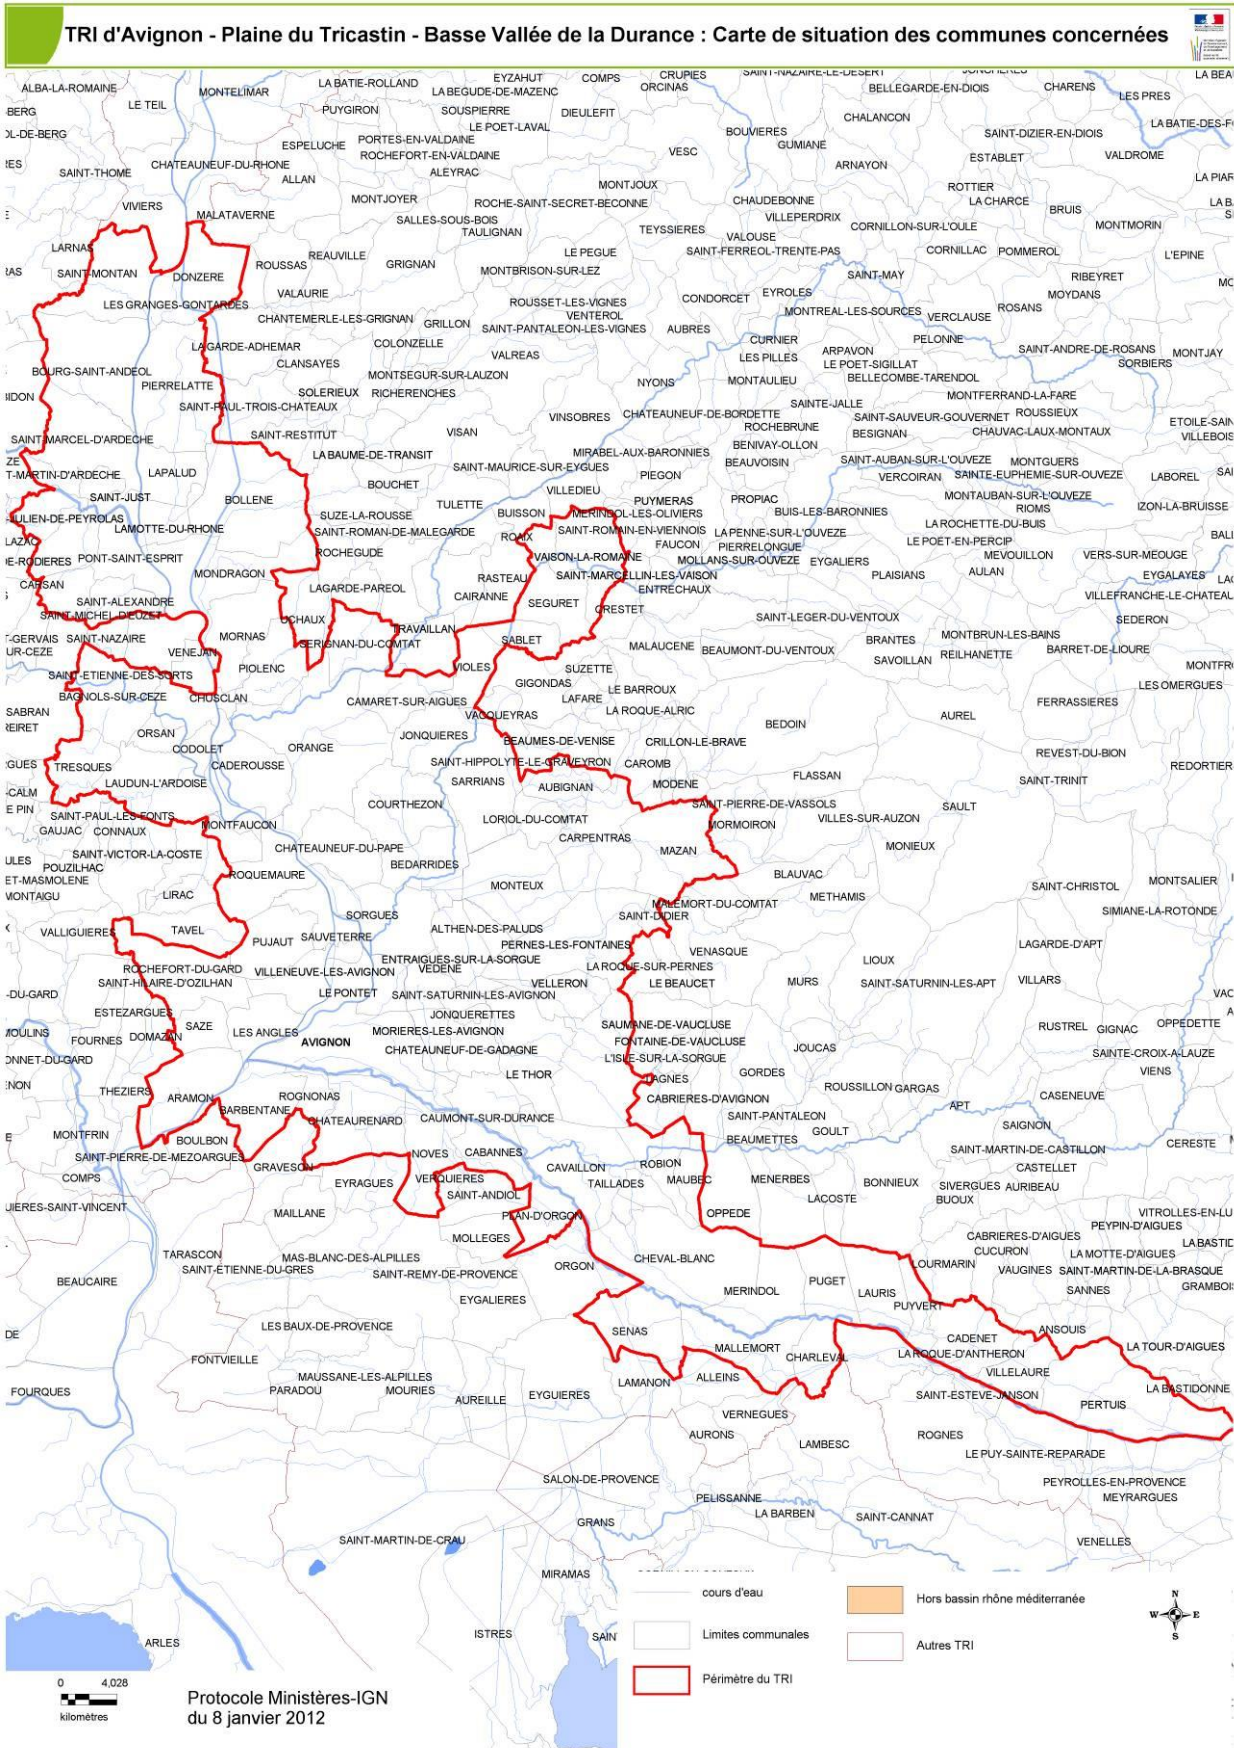 TRI d'Avignon - Plaine du Tricastin - Basse Vallée de la Durance : Carte de situation des communes concernées
ALBA-LA-ROMAINE
MONTELIMAR
LA BATIE-ROLLAND
EYZAHUT
LA BEGUDE-DE-MAZENC
COMPS
CRUPIES
ORCINAS
SAINT-NAZAIRE-LE-DESERT
BELLEGARDE-EN-DIOIS
CHARENS
LES PRES
LE TEIL
PUYGIRON
SOUSPIERRE
DIEULEFIT
CHALANCON
LE POET-LAVAL
BOUVIERES
GUMIANE
SAINT-DIZIER-EN-DIOIS
ESPELUCHE
PORTES-EN-VALDAINE
ROCHEFORT-EN-VALDAINE
VESC
ESTABLET
VALDROME
SAINT-THOME
CHATEAUNEUF-DU-RHONE
ALLAN
ALEYRAC
ARNAYON
MONTJOUX
ROTTIER
LA CHARCE
VIVIERS
MALATAVERNE
MONTJOYER
ROCHE-SAINT-SECRET-BECONNE
CHAUDEBONNE
VILLEPERDRIX
BRUIS
MONTMORIN
SALLES-SOUS-BOIS
TAULIGNAN
TEYSSIERES
VALOUSE
CORNILLON-SUR-L'OULE
LARNAS
REAUVILLE
LE PEGUE
SAINT-FERREOL-TRENTE-PAS
CORNILLAC
POMMEROL
L'EPINE
SAINT-MONTAN
DONZERE
ROUSSAS
GRIGNAN
MONTBRISON-SUR-LEZ
SAINT-MAY
RIBEYRET
MOYDANS
LES GRANGES-GONTARDES
VALAURIE
ROUSSET-LES-VIGNES
VENTEROL
CONDORCET
EYROLES
MONTREAL-LES-SOURCES
VERCLAUSE
ROSANS
CHANTEMERLE-LES-GRIGNAN
GRILLON
SAINT-PANTALEON-LES-VIGNES
AUBRES
CURNIER
PELONNE
LA GARDE-ADHEMAR
COLONZELLE
VALREAS
LES PILLES
ARPAVON
LE POET-SIGILLAT
SAINT-ANDRE-DE-ROSANS
MONTJAY
SORBIERS
CLANSAYES
BOURG-SAINT-ANDEOL
PIERRELATTE
MONTSEGUR-SUR-LAUZON
SOLERIEUX
RICHERENCHES
NYONS
MONTAULIEU
BELLECOMBE-TARENDOL
MONTFERRAND-LA-FARE
SAINT-PAUL-TROIS-CHATEAUX
VINSOBRES
CHATEAUNEUF-DE-BORDETTE
SAINTE-JALLE
SAINT-SAUVEUR-GOUVERNET
ROUSSIEUX
ROCHEBRUNE
BESIGNAN
CHAUVAC-LAUX-MONTAUX
SAINT-MARCEL-D'ARDECHE
SAINT-RESTITUT
VISAN
BENIVAY-OLLON
LA BAUME-DE-TRANSIT
MIRABEL-AUX-BARONNIES
BEAUVOISIN
SAINT-AUBAN-SUR-L'OUVEZE
MONTGUERS
LAPALUD
SAINT-MAURICE-SUR-EYGUES
PIEGON
VERCOIRAN
SAINTE-EUPHEMIE-SUR-OUVEZE
LABOREL
BOUCHET
VILLEDIEU
SAINT-JUST
BOLLENE
TULETTE
PUYMERAS
PROPIAC
MONTAUBAN-SUR-L'OUVEZE
RIOMS
IZON-LA-BRUISSE
LAMOTTE-DU-RHONE
SUZE-LA-ROUSSE
BUISSON
MERINDOL-LES-OLIVIERS
BUIS-LES-BARONNIES
LA ROCHETTE-DU-BUIS
SAINT-ROMAN-DE-MALEGARDE
ROAIX
SAINT-ROMAIN-EN-VIENNOIS
LA PENNE-SUR-L'OUVEZE
LE POET-EN-PERCIP
FAUCON
PIERRELONGUE
PONT-SAINT-ESPRIT
ROCHEGUDE
VAISON-LA-ROMAINE
MOLLANS-SUR-OUVEZE
EYGALIERS
MEVOUILLON
VERS-SUR-MEOUGE
MONDRAGON
RASTEAU
SAINT-MARCELLIN-LES-VAISON
PLAISIANS
AULAN
EYGALAYES
CARSAN
LAGARDE-PAREOL
CAIRANNE
ENTRECHAUX
SAINT-ALEXANDRE
SEGURET
CRESTET
SAINT-MICHEL-D'EUZET
UCHAUX
SAINT-LEGER-DU-VENTOUX
SEDERON
SAINT-NAZAIRE
MORNAS
TRAVAILLAN
SABLET
BRANTES
MONTBRUN-LES-BAINS
VENEJAN
SERIGNAN-DU-COMTAT
MALAUCENE
BEAUMONT-DU-VENTOUX
REILHANETTE
BARRET-DE-LIOURE
SAVOILLAN
PIOLENC
VIOLES
SUZETTE
SAINT-ETIENNE-DES-SORTS
GIGONDAS
LES OMERGUES
BAGNOLS-SUR-CEZE
CHUSCLAN
CAMARET-SUR-AIGUES
LAFARE
LE BARROUX
FERRASSIERES
SABRAN
VACQUEYRAS
LA ROQUE-ALRIC
BEDOIN
AUREL
ORSAN
CODOLET
ORANGE
JONQUIERES
BEAUMES-DE-VENISE
CRILLON-LE-BRAVE
REVEST-DU-BION
TRESQUES
CADEROUSSE
SAINT-HIPPOLYTE-LE-GRAVEYRON
CAROMB
REDORTIER
LAUDUN-L'ARDOISE
SARRIANS
AUBIGNAN
MODENE
FLASSAN
SAINT-TRINIT
COURTHEZON
SAINT-PIERRE-DE-VASSOLS
SAULT
SAINT-PAUL-LES-FONTS
LORIOL-DU-COMTAT
VILLES-SUR-AUZON
GAUJAC
CONNAUX
MONTFAUCON
CARPENTRAS
MORMOIRON
SAINT-VICTOR-LA-COSTE
CHATEAUNEUF-DU-PAPE
MAZAN
MONIEUX
POUZILHAC
BEDARRIDES
ROQUEMAURE
BLAUVAC
LIRAC
MONTEUX
METHAMIS
SAINT-CHRISTOL
MONTSALIER
MALEMORT-DU-COMTAT
SORGUES
SAINT-DIDIER
SIMIANE-LA-ROTONDE
VALLIGUIERES
TAVEL
PUJAUT
SAUVETERRE
ALTHEN-DES-PALUDS
PERNES-LES-FONTAINES
VENASQUE
LAGARDE-D'APT
ENTRAIGUES-SUR-LA-SORGUE
LIOUX
ROCHEFORT-DU-GARD
VILLENEUVE-LES-AVIGNON
VEDENE
LA ROQUE-SUR-PERNES
SAINT-HILAIRE-D'OZILHAN
LE PONTET
SAINT-SATURNIN-LES-AVIGNON
VELLERON
LE BEAUCET
MURS
SAINT-SATURNIN-LES-APT
VILLARS
ESTEZARGUES
JONQUERETTES
FOURNES
DOMAZAN
SAZE
LES ANGLES
AVIGNON
MORIERES-LES-AVIGNON
SAUMANE-DE-VAUCLUSE
RUSTREL
GIGNAC
OPPEDETTE
CHATEAUNEUF-DE-GADAGNE
FONTAINE-DE-VAUCLUSE
JOUCAS
L'ISLE-SUR-LA-SORGUE
SAINTE-CROIX-A-LAUZE
LE THOR
LAGNES
GORDES
VIENS
THEZIERS
ARAMON
ROGNONAS
CABRIERES-D'AVIGNON
ROUSSILLON
GARGAS
CASENEUVE
BARBENTANE
CHATEAURENARD
CAUMONT-SUR-DURANCE
SAINT-PANTALEON
APT
MONTFRIN
BOULBON
BEAUMETTES
GOULT
SAIGNON
CERESTE
SAINT-PIERRE-DE-MEZOARGUES
NOVES
CABANNES
SAINT-MARTIN-DE-CASTILLON
GRAVESON
CAVAILLON
ROBION
CASTELLET
COMPS
EYRAGUES
VERQUIERES
TAILLADES
MAUBEC
MENERBES
BONNIEUX
SIVERGUES
AURIBEAU
SAINT-ANDIOL
LACOSTE
BUOUX
MAILLANE
PLAN-D'ORGON
OPPEDE
PEYPIN-D'AIGUES
MOLLEGES
CABRIERES-D'AIGUES
TARASCON
MAS-BLANC-DES-ALPILLES
CHEVAL-BLANC
CUCURON
LA MOTTE-D'AIGUES
SAINT-ETIENNE-DU-GRES
SAINT-REMY-DE-PROVENCE
ORGON
LOURMARIN
VAUGINES
SAINT-MARTIN-DE-LA-BRASQUE
BEAUCAIRE
PUGET
SANNES
EYGALIERES
MERINDOL
LAURIS
PUYVERT
LES BAUX-DE-PROVENCE
SENAS
ANSOUIS
CADENET
MALLEMORT
LA TOUR-D'AIGUES
FONTVIEILLE
CHARLEVAL
LA ROQUE-D'ANTHERON
MAUSSANE-LES-ALPILLES
LAMANON
ALLEINS
VILLELAURE
FOURQUES
PARADOU
MOURIES
AUREILLE
EYGUIERES
SAINT-ESTEVE-JANSON
LA BASTIDONNE
PERTUIS
VERNEGUES
AURONS
LAMBESC
ROGNES
LE PUY-SAINTE-REPARADE
SALON-DE-PROVENCE
PEYROLLES-EN-PROVENCE
PELISSANNE
MEYRARGUES
LA BARBEN
GRANS
SAINT-CANNAT
SAINT-MARTIN-DE-CRAU
VENELLES
MIRAMAS
ISTRES
ARLES
cours d'eau
Limites communales
Périmètre du TRI
Hors bassin rhône méditerranée
Autres TRI
N
W E
S
0 4,028
kilomètres
Protocole Ministères-IGN
du 8 janvier 2012